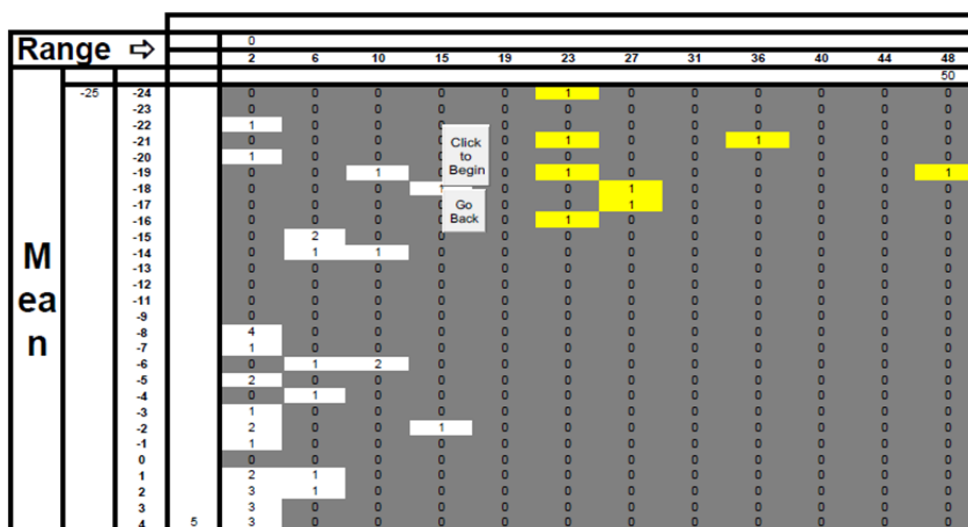 0
Range ⇨ 2 6 10 15 19 23 27 31 36 40 44 48
50
-25 -24 0 0 0 0 0 1 0 0 0 0 0 0
-23 0 0 0 0 0 0 0 0 0 0 0 0
-22 1 0 0 0 0 0 0 0 0 0 0 0
-21 0 0 0 0 0 1 0 0 1 0 0 0
-20 1 0 0 0 0 0 0 0 0 0 0 0
-19 0 0 1 0 0 1 0 0 0 0 0 1
-18 0 0 0 1 0 0 1 0 0 0 0 0
-17 0 0 0 0 0 0 1 0 0 0 0 0
-16 0 0 0 0 0 1 0 0 0 0 0 0
Click
to
Begin
Go
Back
-15 0 2 0 0 0 0 0 0 0 0 0 0
-14 0 1 1 0 0 0 0 0 0 0 0 0
-13 0 0 0 0 0 0 0 0 0 0 0 0
-12 0 0 0 0 0 0 0 0 0 0 0 0
-11 0 0 0 0 0 0 0 0 0 0 0 0
-9 0 0 0 0 0 0 0 0 0 0 0 0
-8 4 0 0 0 0 0 0 0 0 0 0 0
-7 1 0 0 0 0 0 0 0 0 0 0 0
-6 0 1 2 0 0 0 0 0 0 0 0 0
-5 2 0 0 0 0 0 0 0 0 0 0 0
-4 0 1 0 0 0 0 0 0 0 0 0 0
-3 1 0 0 0 0 0 0 0 0 0 0 0
-2 2 0 0 1 0 0 0 0 0 0 0 0
-1 1 0 0 0 0 0 0 0 0 0 0 0
0 0 0 0 0 0 0 0 0 0 0 0 0
1 2 1 0 0 0 0 0 0 0 0 0 0
2 3 1 0 0 0 0 0 0 0 0 0 0
3 3 0 0 0 0 0 0 0 0 0 0 0
4 5 3 0 0 0 0 0 0 0 0 0 0 0
M
ea
n